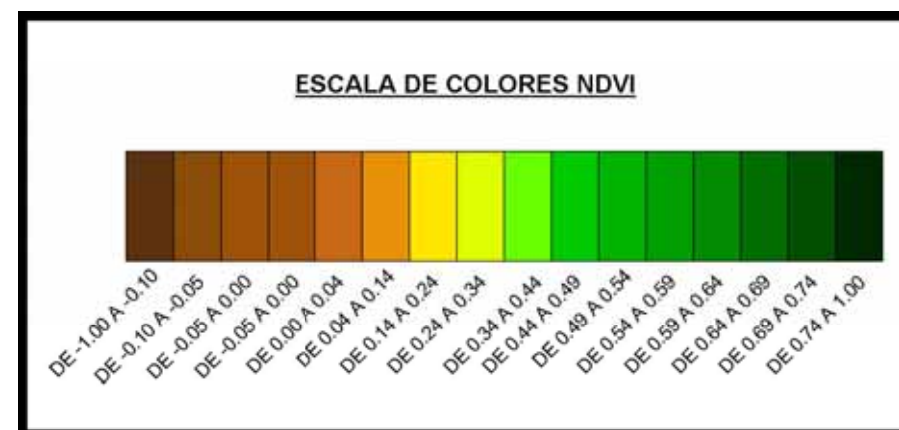 ESCALA DE COLORES NDVI
DE -1.00 A -0.10
DE -0.10 A -0.05
DE -0.05 A 0.00
DE -0.05 A 0.00
DE 0.00 A 0.04
DE 0.04 A 0.14
DE 0.14 A 0.24
DE 0.24 A 0.34
DE 0.34 A 0.44
DE 0.44 A 0.49
DE 0.49 A 0.54
DE 0.54 A 0.59
DE 0.59 A 0.64
DE 0.64 A 0.69
DE 0.69 A 0.74
DE 0.74 A 1.00